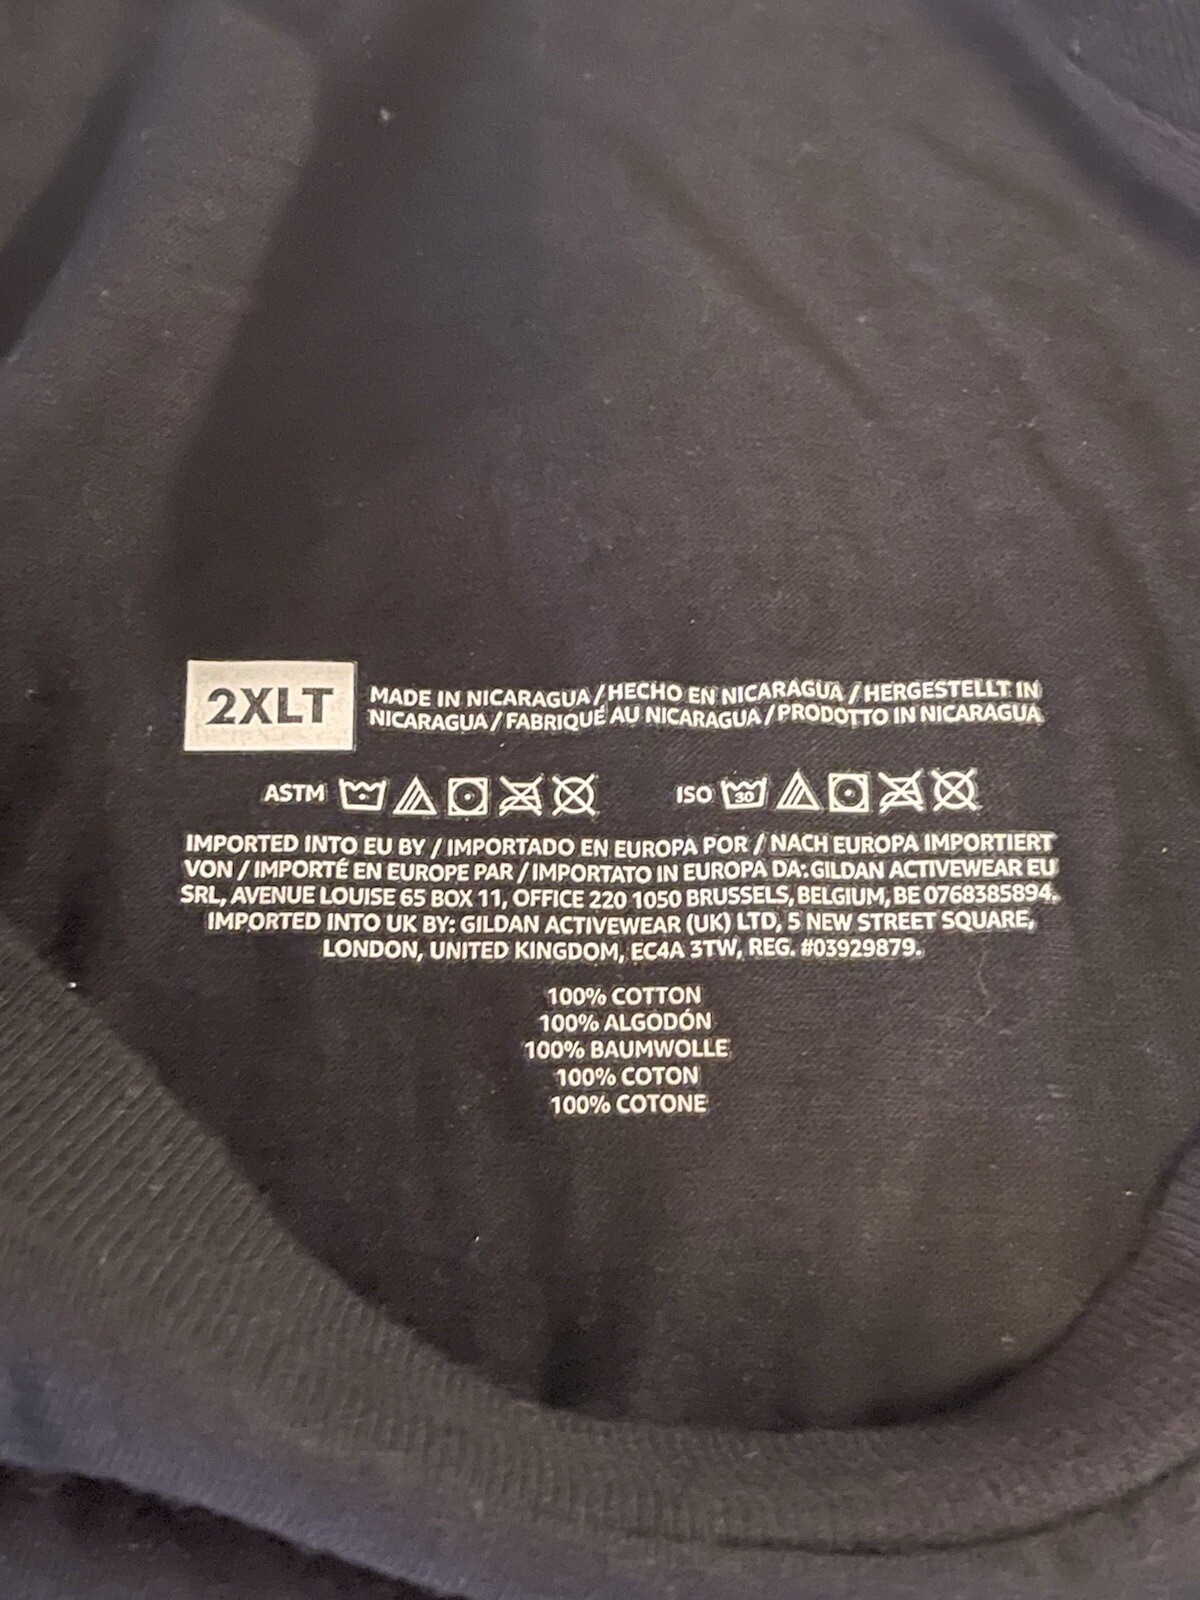 2XLT
MADE IN NICARAGUA / HECHO EN NICARAGUA / HERGESTELLT IN
NICARAGUA / FABRIQUÉ AU NICARAGUA / PRODOTTO IN NICARAGUA
ASTM ISO 30
IMPORTED INTO EU BY / IMPORTADO EN EUROPA POR / NACH EUROPA IMPORTIERT
VON / IMPORTÉ EN EUROPE PAR / IMPORTATO IN EUROPA DA: GILDAN ACTIVEWEAR EU
SRL, AVENUE LOUISE 65 BOX 11, OFFICE 220 1050 BRUSSELS, BELGIUM, BE 0768385894.
IMPORTED INTO UK BY: GILDAN ACTIVEWEAR (UK) LTD, 5 NEW STREET SQUARE,
LONDON, UNITED KINGDOM, EC4A 3TW, REG. #03929879.
100% COTTON
100% ALGODÓN
100% BAUMWOLLE
100% COTON
100% COTONE